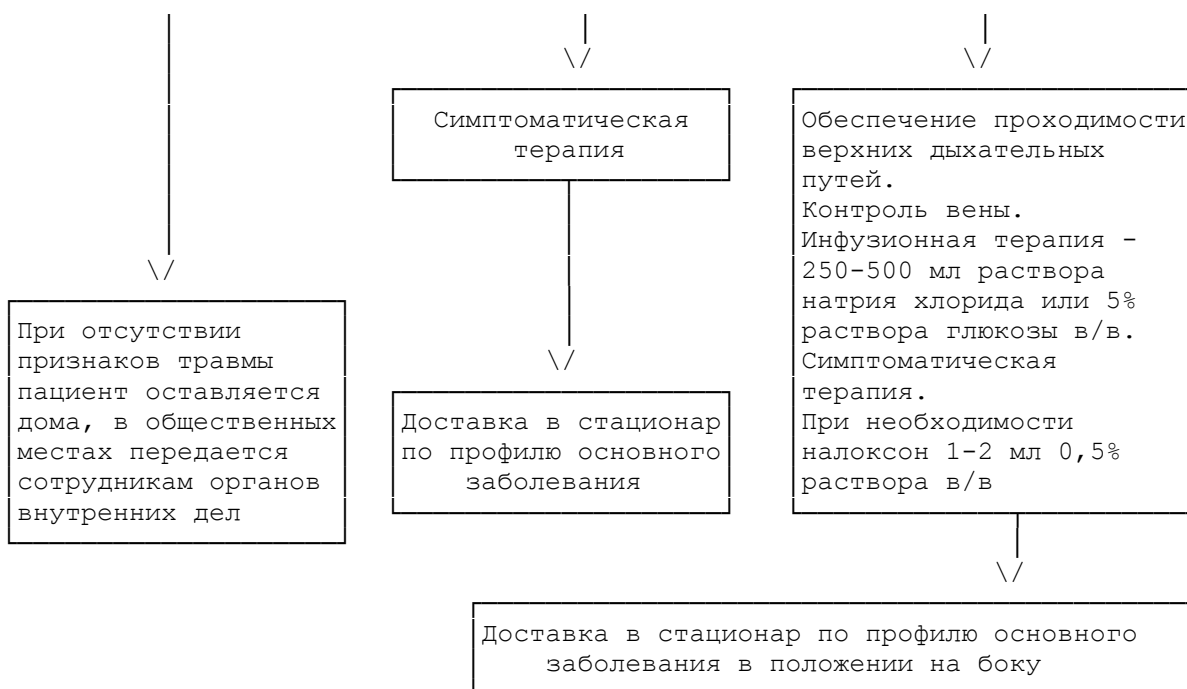 Симптоматическая
терапия
Обеспечение проходимости
верхних дыхательных
путей.
Контроль вены.
Инфузионная терапия -
250-500 мл раствора
натрия хлорида или 5%
раствора глюкозы в/в.
Симптоматическая
терапия.
При необходимости
налоксон 1-2 мл 0,5%
раствора в/в
При отсутствии
признаков травмы
пациент оставляется
дома, в общественных
местах передается
сотрудникам органов
внутренних дел
Доставка в стационар
по профилю основного
заболевания
Доставка в стационар по профилю основного
заболевания в положении на боку